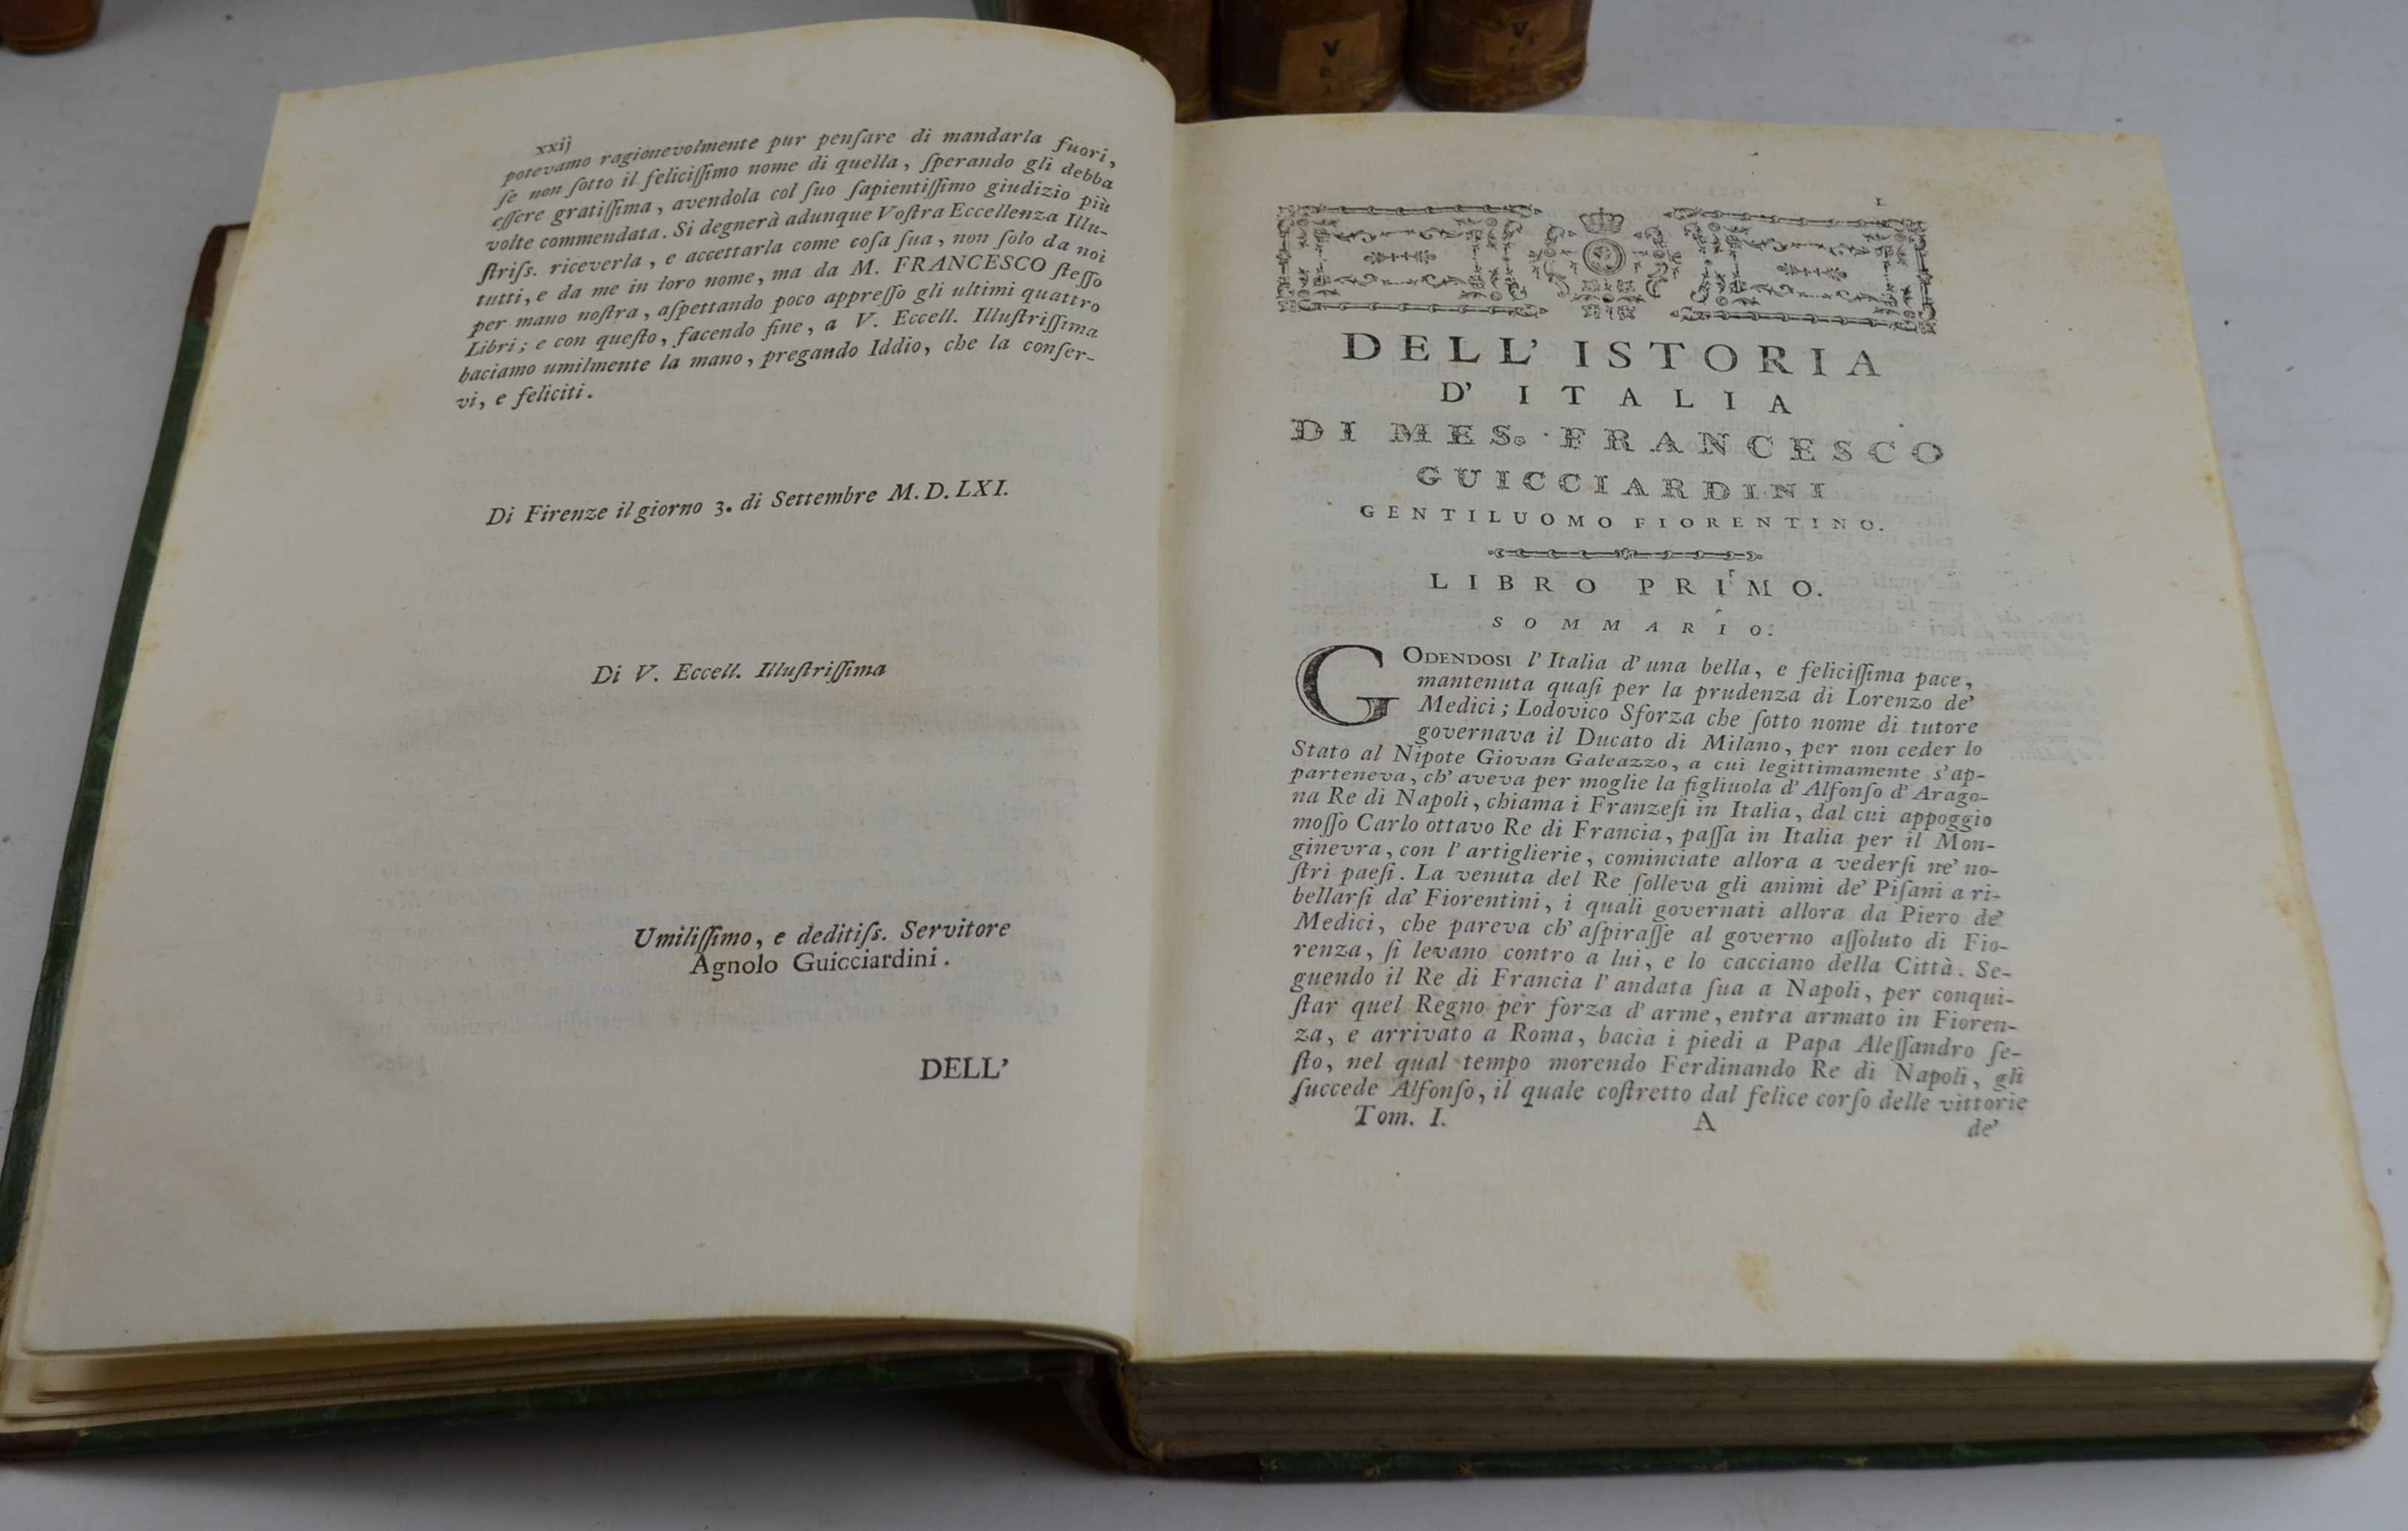 xxij
potevamo ragionevolmente pur penſare di mandarla fuori,
ſe non ſotto il feliciſſimo nome di quella, ſperando gli debba
eſſere gratiſſima, avendola col ſuo ſapientiſſimo giudizio più
volte commendata. Si degnerà adunque Voſtra Eccellenza Illu-
ſtriſs. riceverla, e accettarla come coſa ſua, non ſolo da noi
tutti, e da me in loro nome, ma da M. FRANCESCO ſteſſo
per mano noſtra, aſpettando poco appreſſo gli ultimi quattro
Libri; e con queſto, facendo fine, a V. Eccell. Illuſtriſſima
baciamo umilmente la mano, pregando Iddio, che la conſer-
vi, e feliciti.
Di Firenze il giorno 3. di Settembre M. D. LXI.
Di V. Eccell. Illuſtriſſima
Umiliſſimo, e deditiſs. Servitore
Agnolo Guicciardini.
DELL'
1
DELL' ISTORIA
D' ITALIA
DI MES. FRANCESCO
GUICCIARDINI
GENTILUOMO FIORENTINO.
LIBRO PRIMO.
SOMMARIO.
GODENDOSI l' Italia d' una bella, e feliciſſima pace,
mantenuta quaſi per la prudenza di Lorenzo de'
Medici; Lodovico Sforza che ſotto nome di tutore
governava il Ducato di Milano, per non ceder lo
Stato al Nipote Giovan Galeazzo, a cui legittimamente s'ap-
parteneva, ch' aveva per moglie la figliuola d' Alfonſo d' Arago-
na Re di Napoli, chiama i Franzeſi in Italia, dal cui appoggio
moſſo Carlo ottavo Re di Francia, paſſa in Italia per il Mon-
ginevra, con l' artiglierie, cominciate allora a vederſi ne' no-
ſtri paeſi. La venuta del Re ſolleva gli animi de' Piſani a ri-
bellarſi da' Fiorentini, i quali governati allora da Piero de'
Medici, che pareva ch' aſpiraſſe al governo aſſoluto di Fio-
renza, ſi levano contro a lui, e lo cacciano della Città. Se-
guendo il Re di Francia l' andata ſua a Napoli, per conqui-
ſtar quel Regno per forza d' arme, entra armato in Fioren-
za, e arrivato a Roma, bacia i piedi a Papa Aleſſandro ſe-
ſto, nel qual tempo morendo Ferdinando Re di Napoli, gli
ſuccede Alfonſo, il quale coſtretto dal felice corſo delle vittorie
Tom. I. A de'
V
V